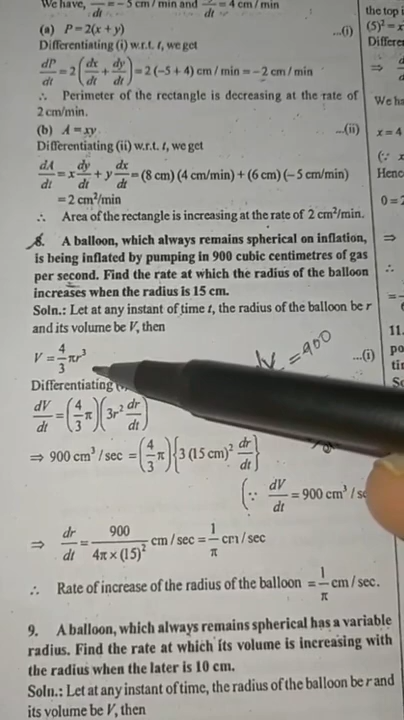 We have, dx/dt = – 5 cm / min and dy/dt = 4 cm / min
(a) P = 2(x + y) ...(i)
Differentiating (i) w.r.t. t, we get
dP/dt = 2(dx/dt + dy/dt) = 2 (–5 + 4) cm / min = –2 cm / min
∴ Perimeter of the rectangle is decreasing at the rate of
2 cm/min.
(b) A = xy ...(ii)
Differentiating (ii) w.r.t. t, we get
dA/dt = x dy/dt + y dx/dt = (8 cm) (4 cm/min) + (6 cm) (–5 cm/min)
= 2 cm²/min
∴ Area of the rectangle is increasing at the rate of 2 cm²/min.
8. A balloon, which always remains spherical on inflation,
is being inflated by pumping in 900 cubic centimetres of gas
per second. Find the rate at which the radius of the balloon
increases when the radius is 15 cm.
Soln.: Let at any instant of time t, the radius of the balloon be r
and its volume be V, then
V = 4/3 πr³ ...(i)
= 900
Differentiating
dV/dt = (4/3 π)(3r² dr/dt)
⇒ 900 cm³ / sec = (4/3 π){3 (15 cm)² dr/dt}
(∵ dV/dt = 900 cm³ /
⇒ dr/dt = 900/4π × (15)² cm / sec = 1/π cm / sec
∴ Rate of increase of the radius of the balloon = 1/π cm / sec.
9. A balloon, which always remains spherical has a variable
radius. Find the rate at which its volume is increasing with
the radius when the later is 10 cm.
Soln.: Let at any instant of time, the radius of the balloon be r and
its volume be V, then
the top i
(5)² = x
Differe
⇒
We ha
x = 4
(∵ x
Henc
0 = 2
⇒
∴
=
11.
po
tin
So